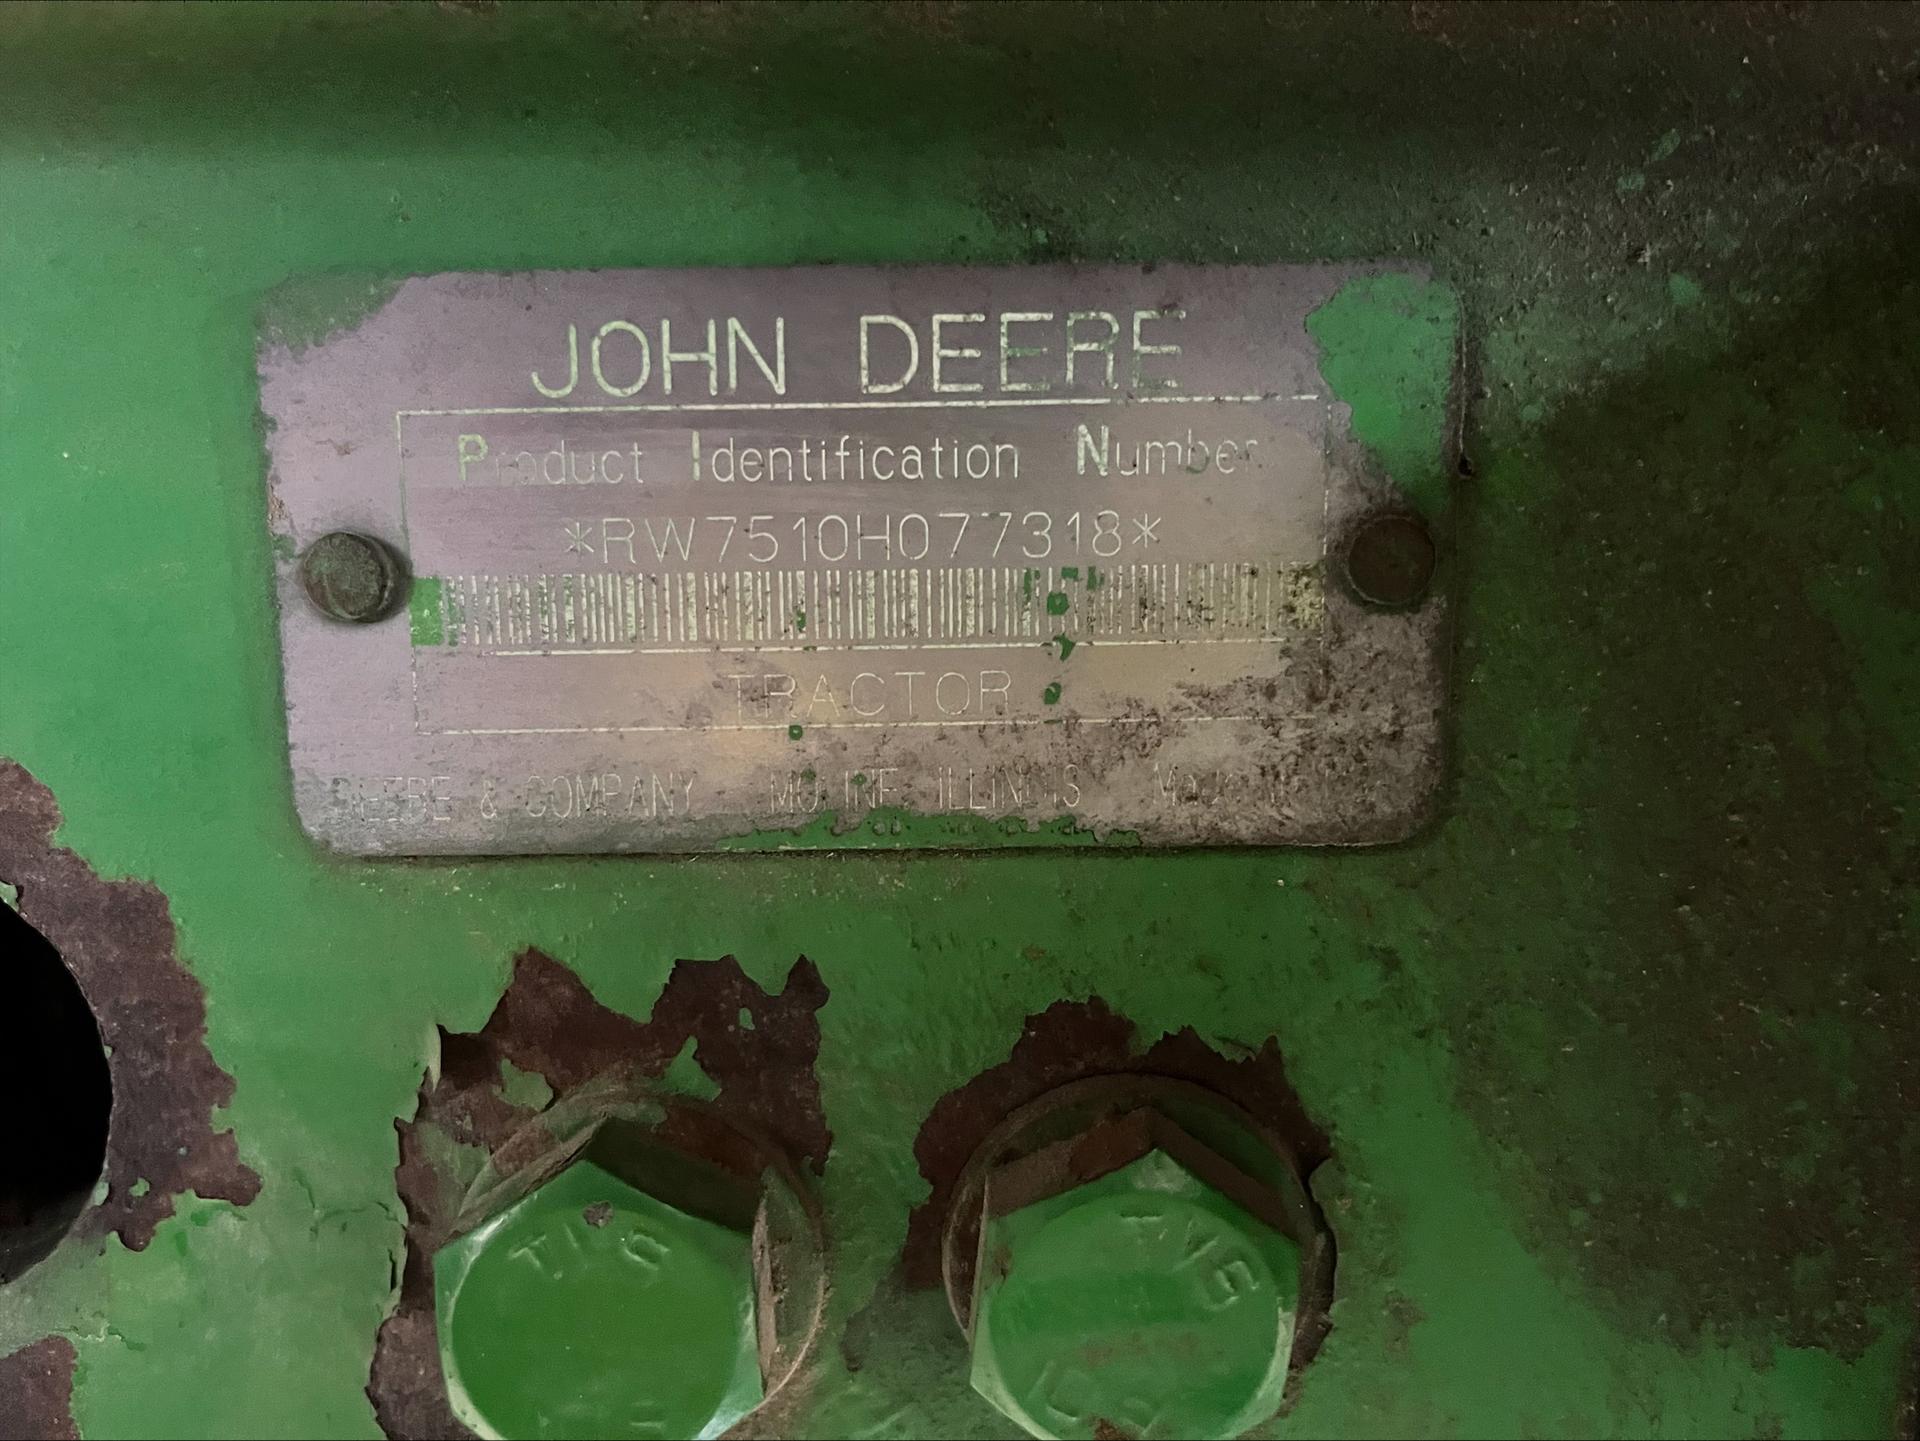 JOHN DEERE
Product Identification Number
*RW7510H077318*
TRACTOR
DEERE & COMPANY MOLINE ILLINOIS